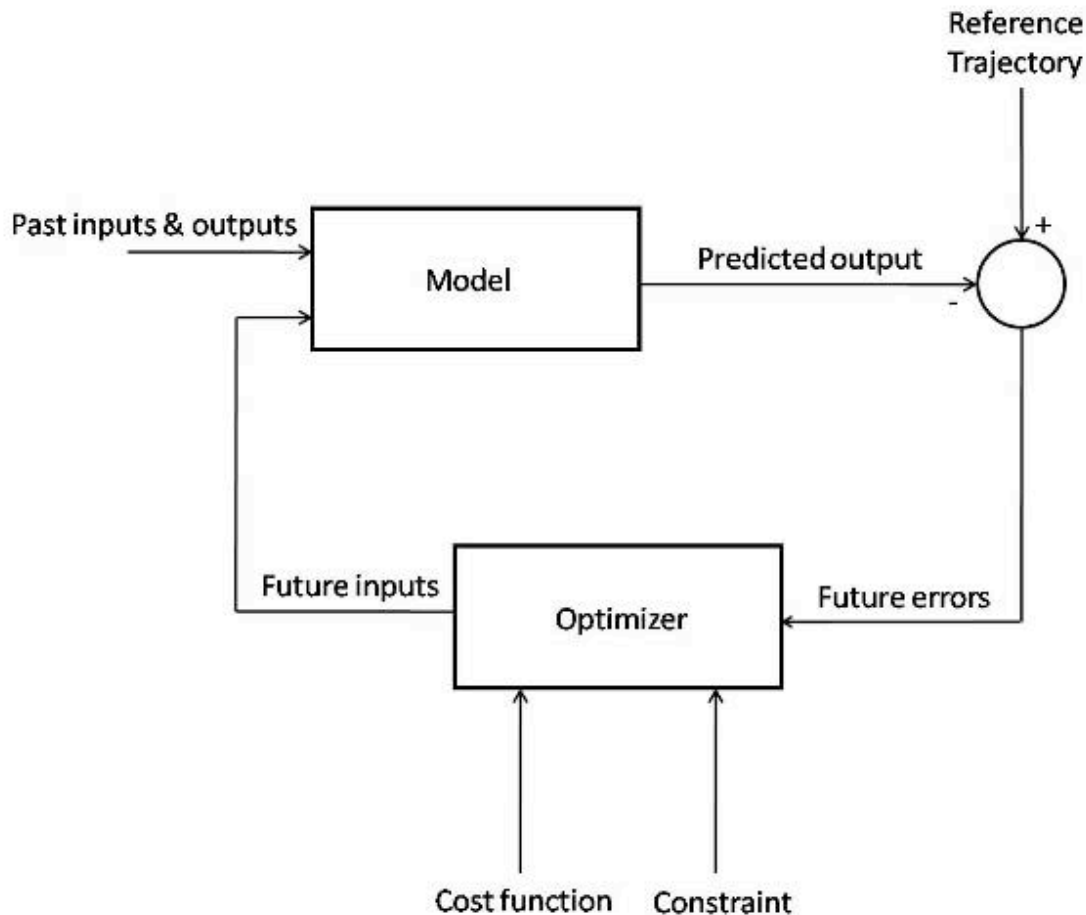 Reference
Trajectory
+
Past inputs & outputs
Model
Predicted output
-
Future inputs
Optimizer
Future errors
Cost function
Constraint